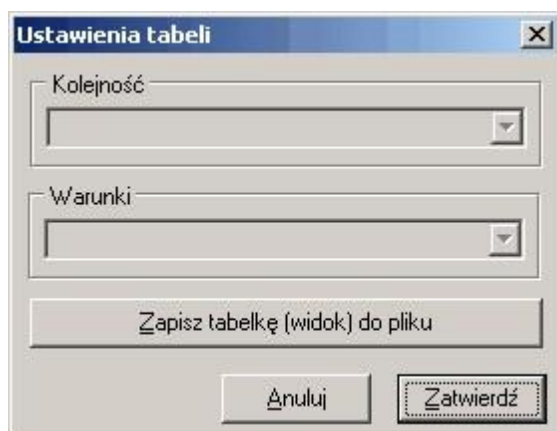 Ustawienia tabeli
Kolejność
Warunki
Zapisz tabelkę (widok) do pliku
Anuluj
Zatwierdź